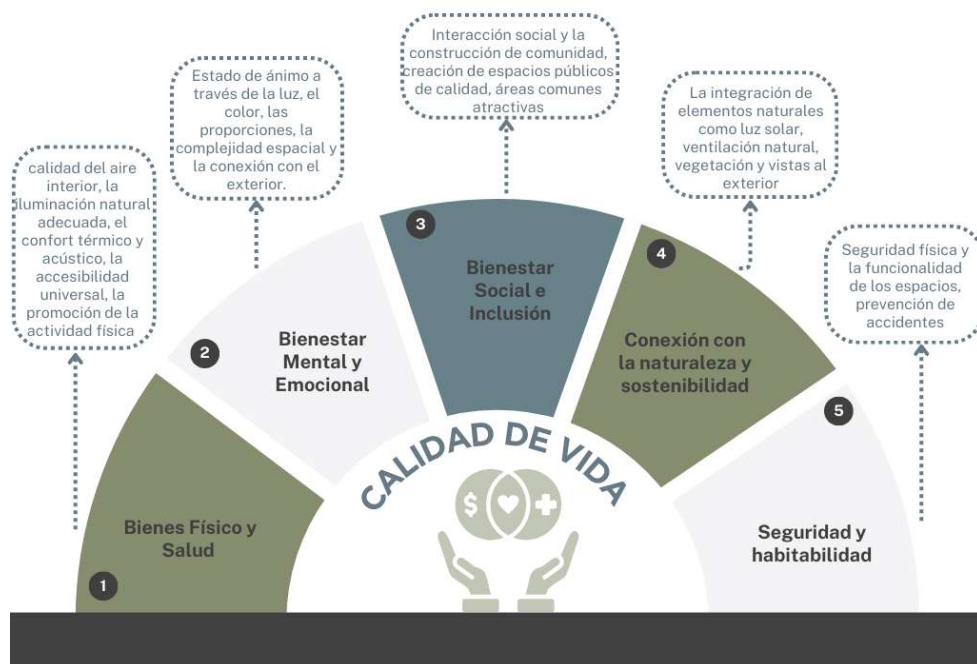 calidad del aire
interior, la
iluminación natural
adecuada, el
confort térmico y
acústico, la
accesibilidad
universal, la
promoción de la
actividad física
Estado de ánimo a
través de la luz, el
color, las
proporciones, la
complejidad espacial y
la conexión con el
exterior.
Interacción social y la
construcción de comunidad,
creación de espacios públicos
de calidad, áreas comunes
atractivas
La integración de
elementos naturales
como luz solar,
ventilación natural,
vegetación y vistas al
exterior
Seguridad física y
la funcionalidad
de los espacios,
prevención de
accidentes
1
Bienes Físico y
Salud
2
Bienestar
Mental y
Emocional
3
Bienestar
Social e
Inclusión
4
Conexión con
la naturaleza y
sostenibilidad
5
Seguridad y
habitabilidad
CALIDAD DE VIDA
$